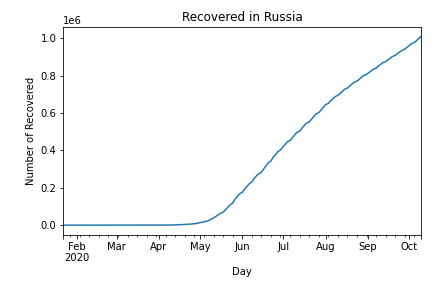 Recovered in Russia
1e6
1.0
0.8
0.6
0.4
0.2
0.0
Number of Recovered
Feb Mar Apr May Jun Jul Aug Sep Oct
2020
Day